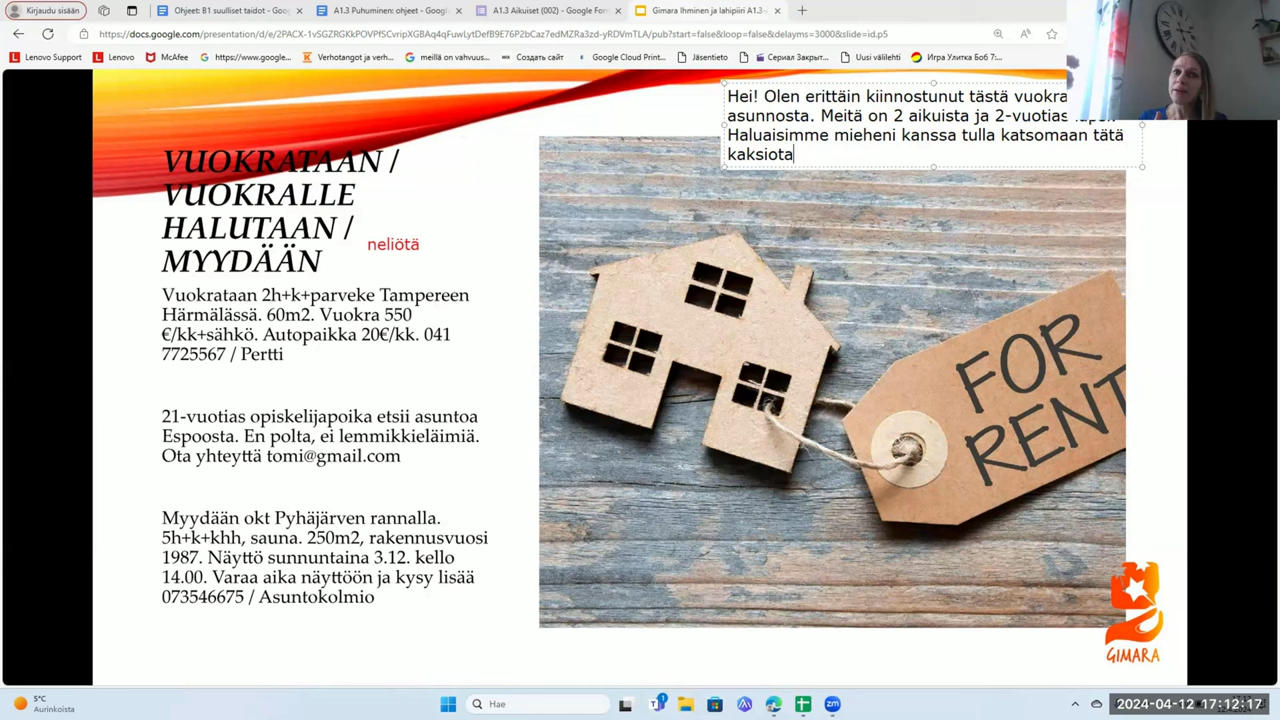 Kirjaudu sisään
Ohjeet: B1 suulliset taidot - Goog
A1.3 Puhuminen: ohjeet - Google
A1.3 Aikuiset (002) - Google Form
Gimara Ihminen ja lahipiiri A1.3
https://docs.google.com/presentation/d/e/
pub?start=false&loop=false&delayms=3000&slide=id.p5
Lenovo Support
Lenovo
McAfee
https://www.google...
Verhotangot ja verh...
meillä on vahvuus...
Создать сайт
Google Cloud Print...
Jäsentieto
Сериал Закрыт...
Uusi välilehti
Игра Улитка Боб 7:...
Hei! Olen erittäin kiinnostunut tästä vuokra
asunnosta. Meitä on 2 aikuista ja 2-vuotias
Haluaisimme mieheni kanssa tulla katsomaan tätä
kaksiota
VUOKRATAAN /
VUOKRALLE
HALUTAAN /
MYYDÄÄN
neliötä
Vuokrataan 2h+k+parveke Tampereen
Härmälässä. 60m2. Vuokra 550
€/kk+sähkö. Autopaikka 20€/kk. 041
7725567 / Pertti
21-vuotias opiskelijapoika etsii asuntoa
Espoosta. En polta, ei lemmikkieläimiä.
Ota yhteyttä tomi@gmail.com
Myydään okt Pyhäjärven rannalla.
5h+k+khh, sauna. 250m2, rakennusvuosi
1987. Näyttö sunnuntaina 3.12. kello
14.00. Varaa aika näyttöön ja kysy lisää
073546675 / Asuntokolmio
FOR
RENT
GIMARA
5°C
Aurinkoista
Hae
2024-04-12 17:12:17